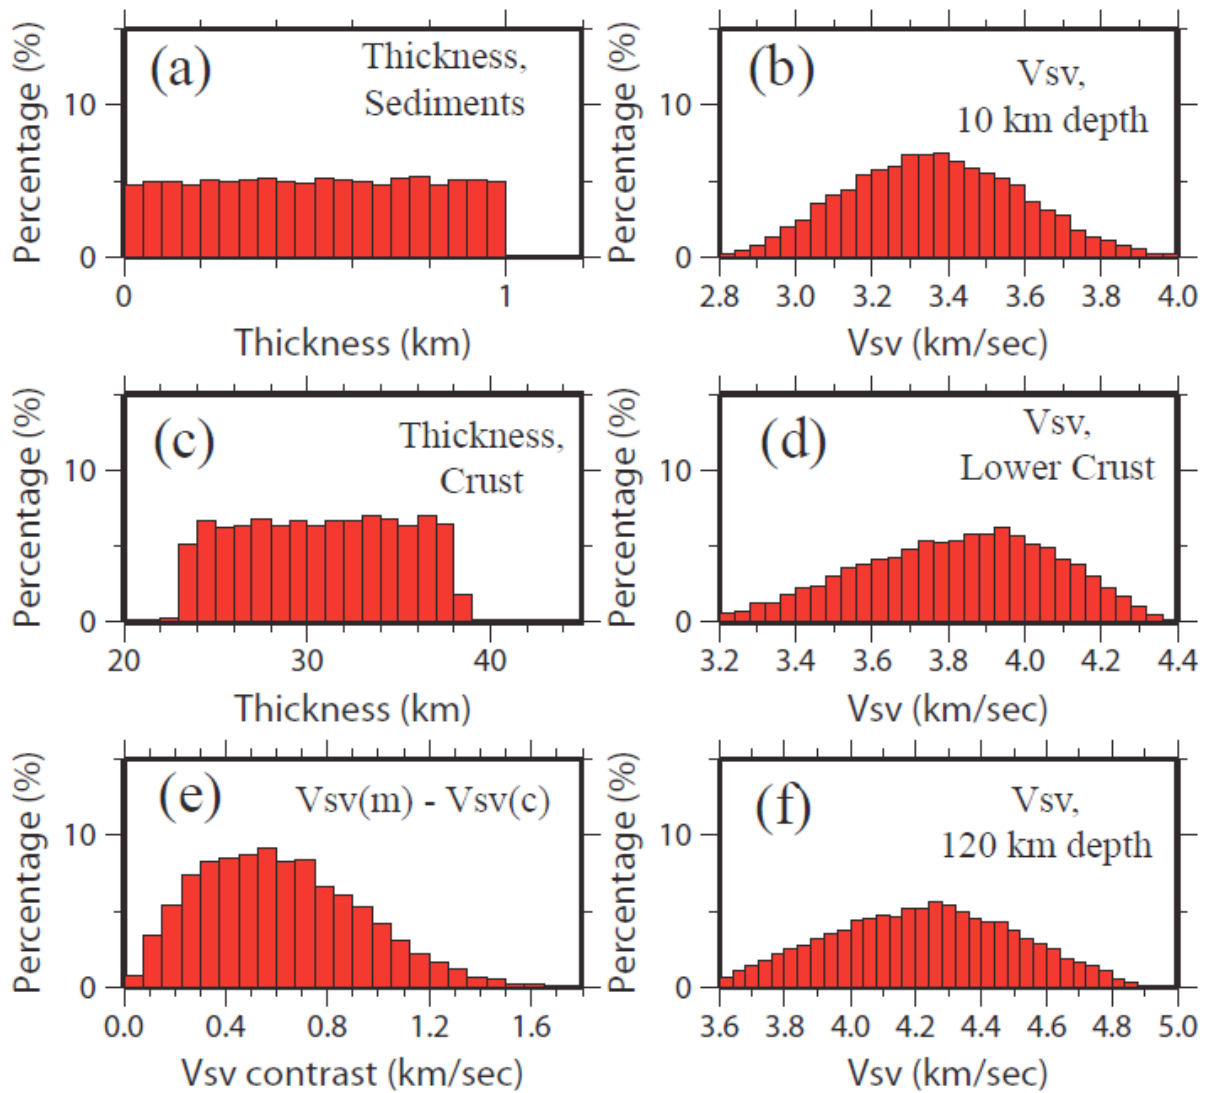 Percentage (%)
10
0
(a)
Thickness,
Sediments
0 1
Thickness (km)
Percentage (%)
10
0
(b)
Vsv,
10 km depth
2.8 3.0 3.2 3.4 3.6 3.8 4.0
Vsv (km/sec)
Percentage (%)
10
0
(c)
Thickness,
Crust
20 30 40
Thickness (km)
Percentage (%)
10
0
(d)
Vsv,
Lower Crust
3.2 3.4 3.6 3.8 4.0 4.2 4.4
Vsv (km/sec)
Percentage (%)
10
0
(e)
Vsv(m) - Vsv(c)
0.0 0.4 0.8 1.2 1.6
Vsv contrast (km/sec)
Percentage (%)
10
0
(f)
Vsv,
120 km depth
3.6 3.8 4.0 4.2 4.4 4.6 4.8 5.0
Vsv (km/sec)